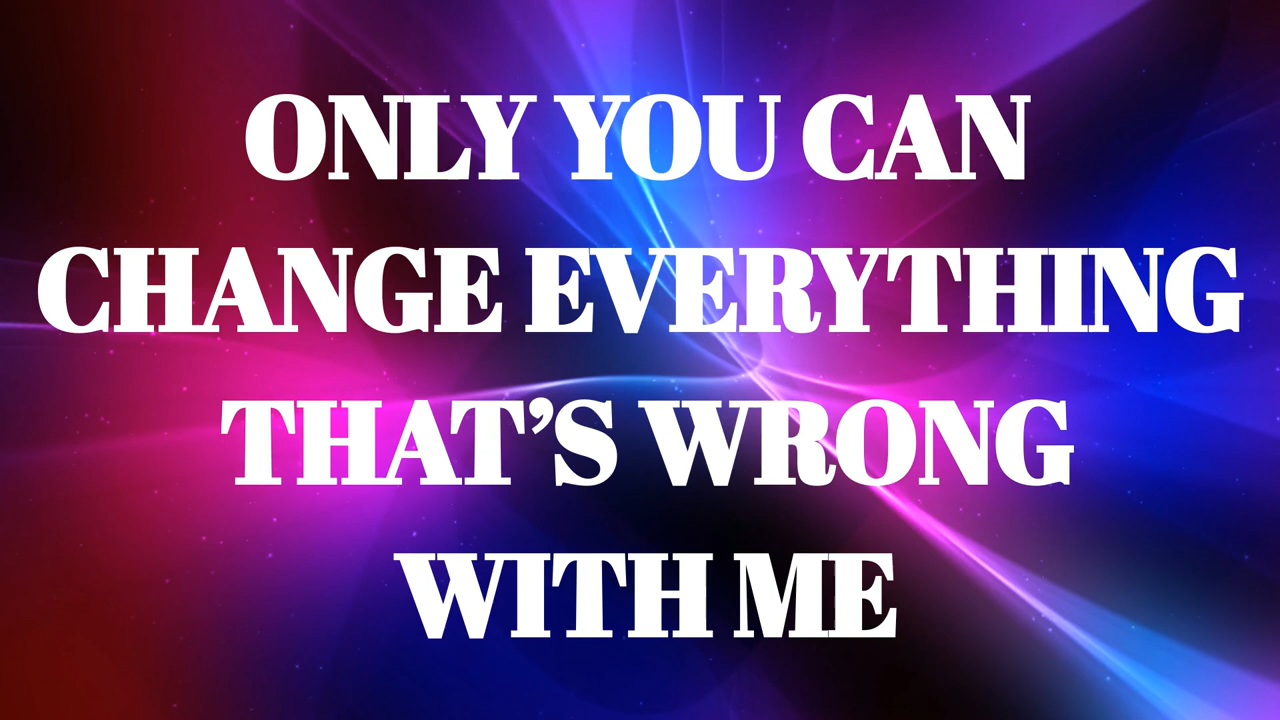 ONLY YOU CAN
CHANGE EVERYTHING
THAT’S WRONG
WITH ME